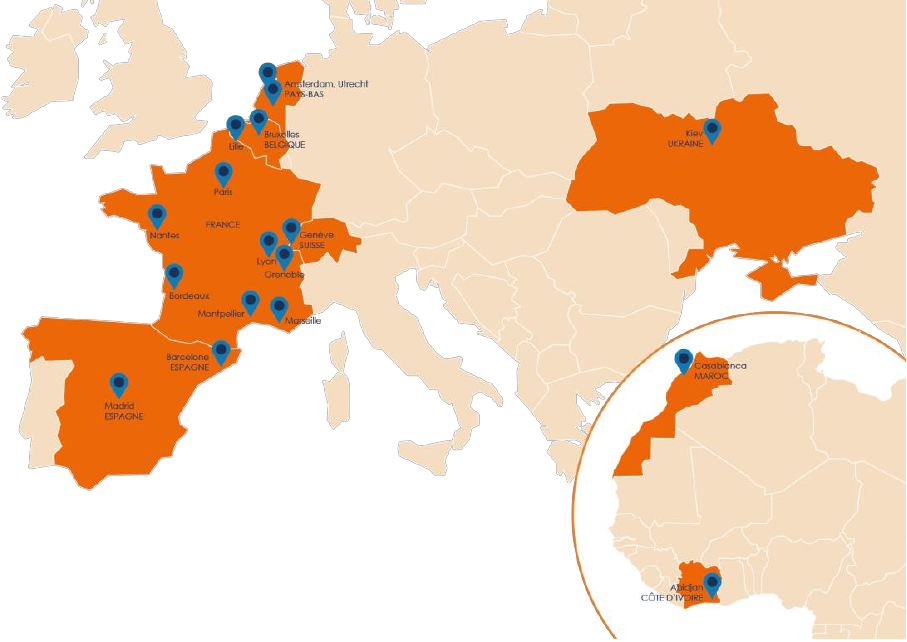 Amsterdam, Utrecht
PAYS-BAS
Bruxelles
BELGIQUE
Lille
Kiev
UKRAINE
Paris
FRANCE
Nantes
Genève
SUISSE
Lyon
Grenoble
Bordeaux
Montpellier
Marseille
Barcelone
ESPAGNE
Madrid
ESPAGNE
Casablanca
MAROC
Abidjan
CÔTE D'IVOIRE